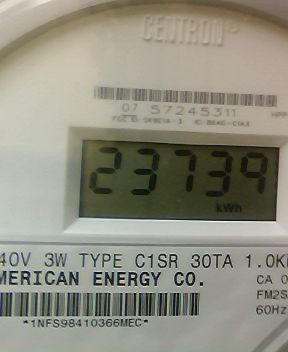 CENTRON®
07 57245311
23739
kWh
40V 3W TYPE C1SR 30TA 1.0K
MERICAN ENERGY CO.
CA 0
FM2S
60Hz
*1NFS98410366MEC*